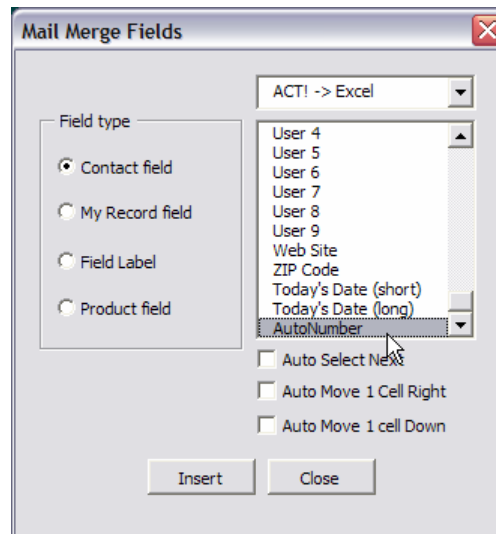 Mail Merge Fields
ACT! -> Excel
Field type
Contact field
My Record field
Field Label
Product field
User 4
User 5
User 6
User 7
User 8
User 9
Web Site
ZIP Code
Today's Date (short)
Today's Date (long)
AutoNumber
Auto Select Next
Auto Move 1 Cell Right
Auto Move 1 cell Down
Insert
Close